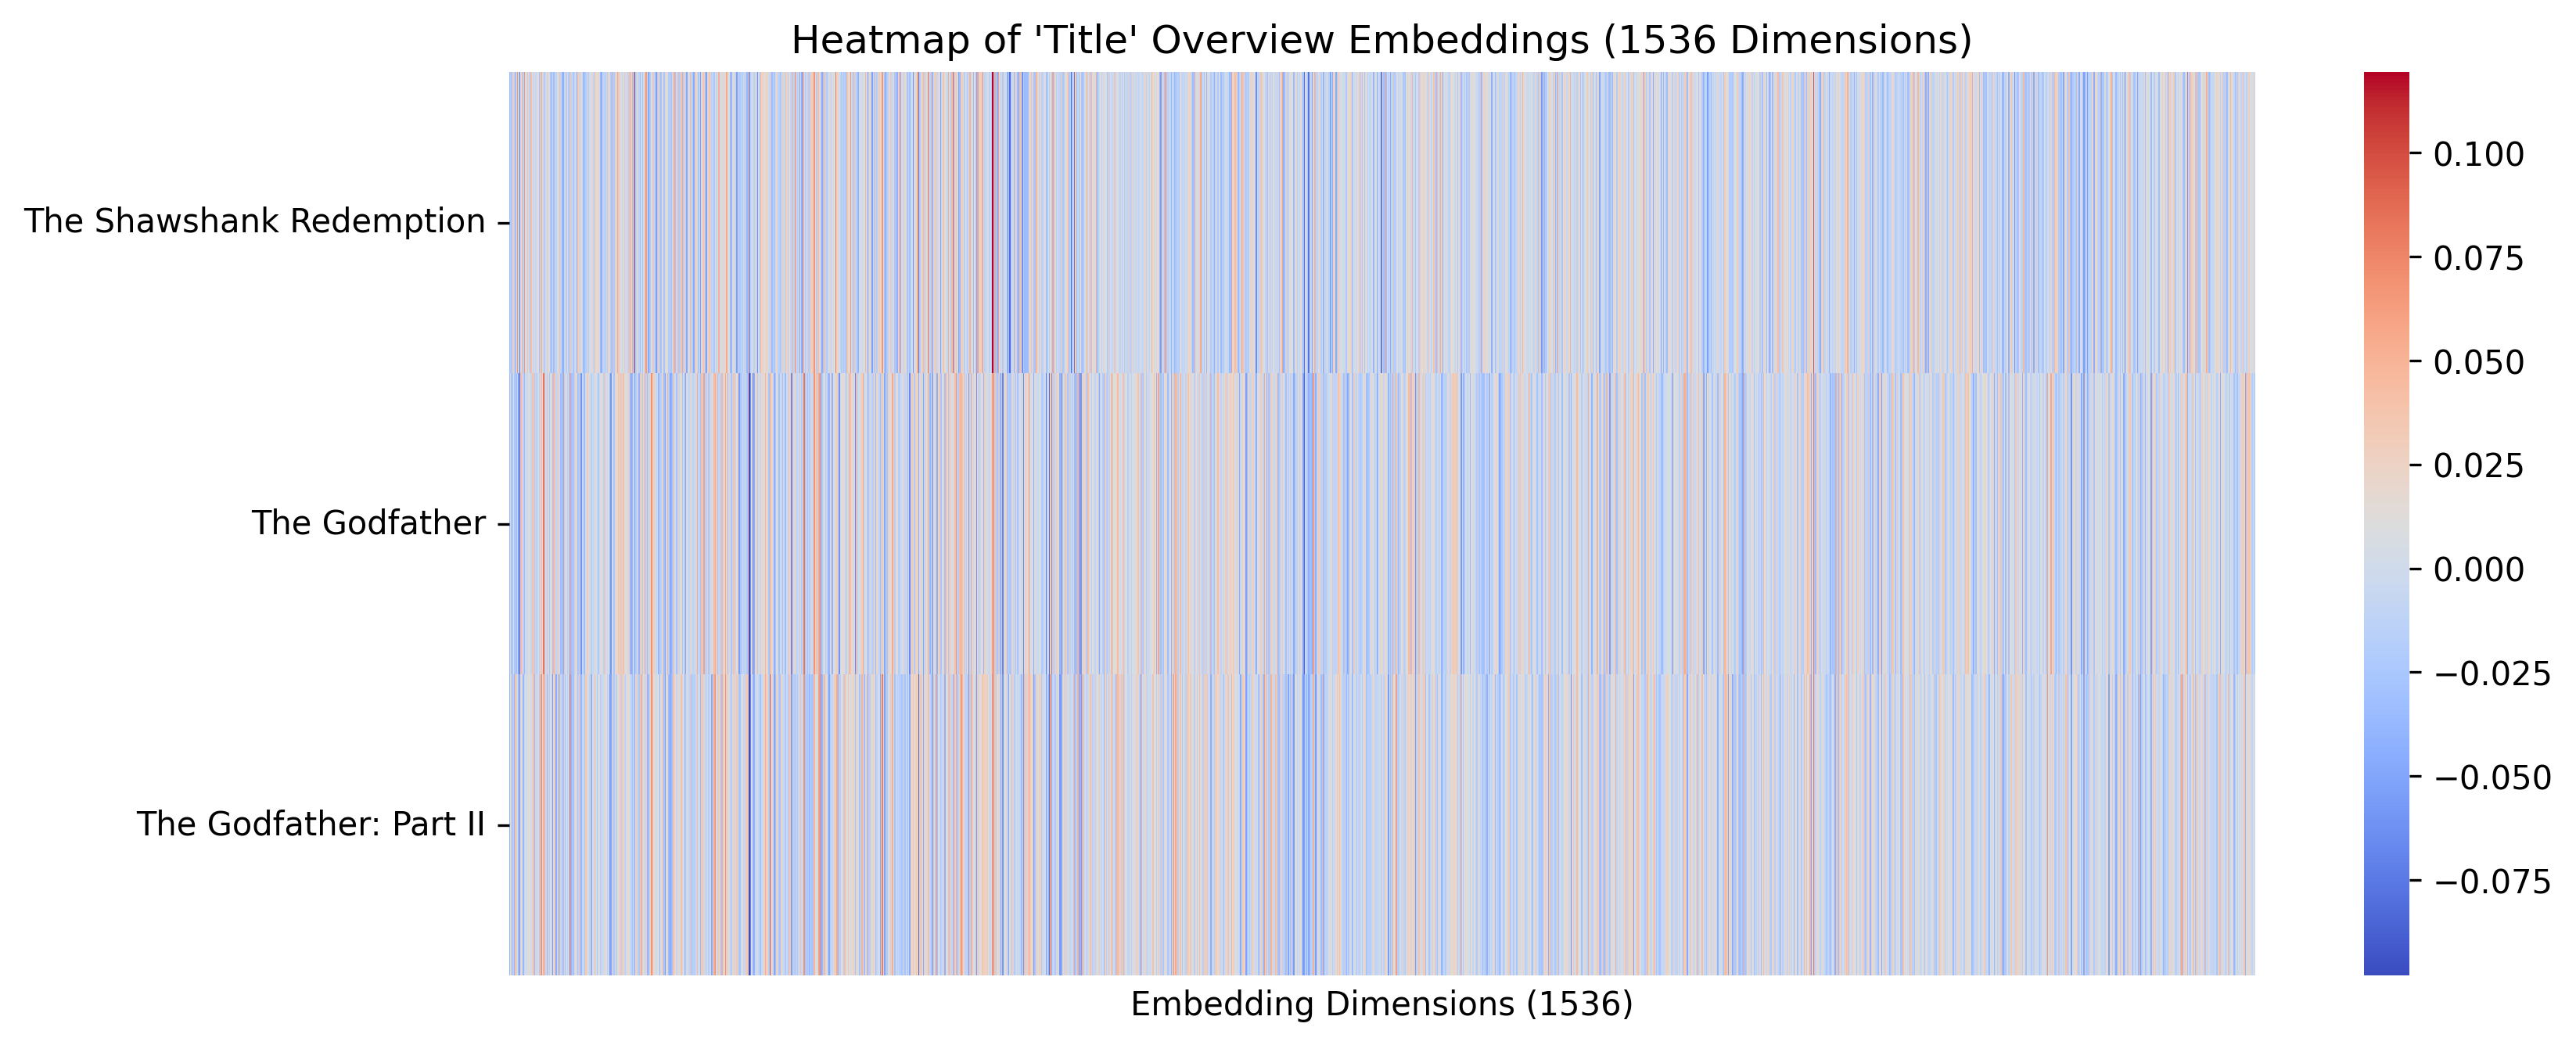 Heatmap of 'Title' Overview Embeddings (1536 Dimensions)
The Shawshank Redemption
The Godfather
The Godfather: Part II
Embedding Dimensions (1536)
0.100
0.075
0.050
0.025
0.000
−0.025
−0.050
−0.075